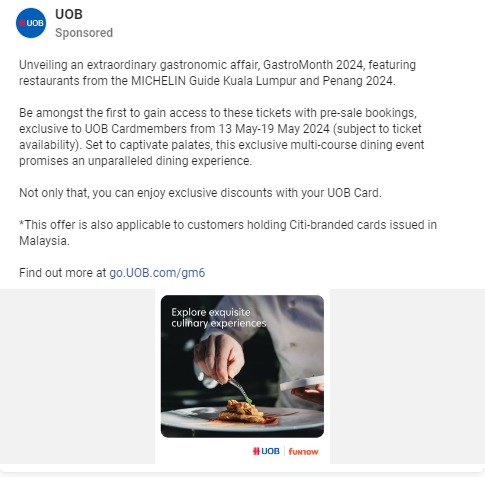 UOB
UOB
Sponsored
Unveiling an extraordinary gastronomic affair, GastroMonth 2024, featuring
restaurants from the MICHELIN Guide Kuala Lumpur and Penang 2024.
Be amongst the first to gain access to these tickets with pre-sale bookings,
exclusive to UOB Cardmembers from 13 May-19 May 2024 (subject to ticket
availability). Set to captivate palates, this exclusive multi-course dining event
promises an unparalleled dining experience.
Not only that, you can enjoy exclusive discounts with your UOB Card.
*This offer is also applicable to customers holding Citi-branded cards issued in
Malaysia.
Find out more at go.UOB.com/gm6
Explore exquisite
culinary experiences
UOB | FUNNOW